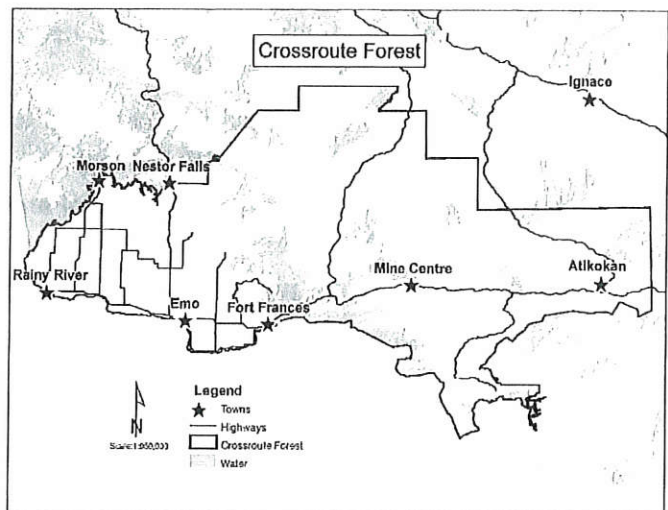 Crossroute Forest
Ignace
Morson Nestor Falls
Rainy River
Mine Centre
Atikokan
Emo
Fort Frances
Legend
Towns
Highways
Crossroute Forest
Water
N